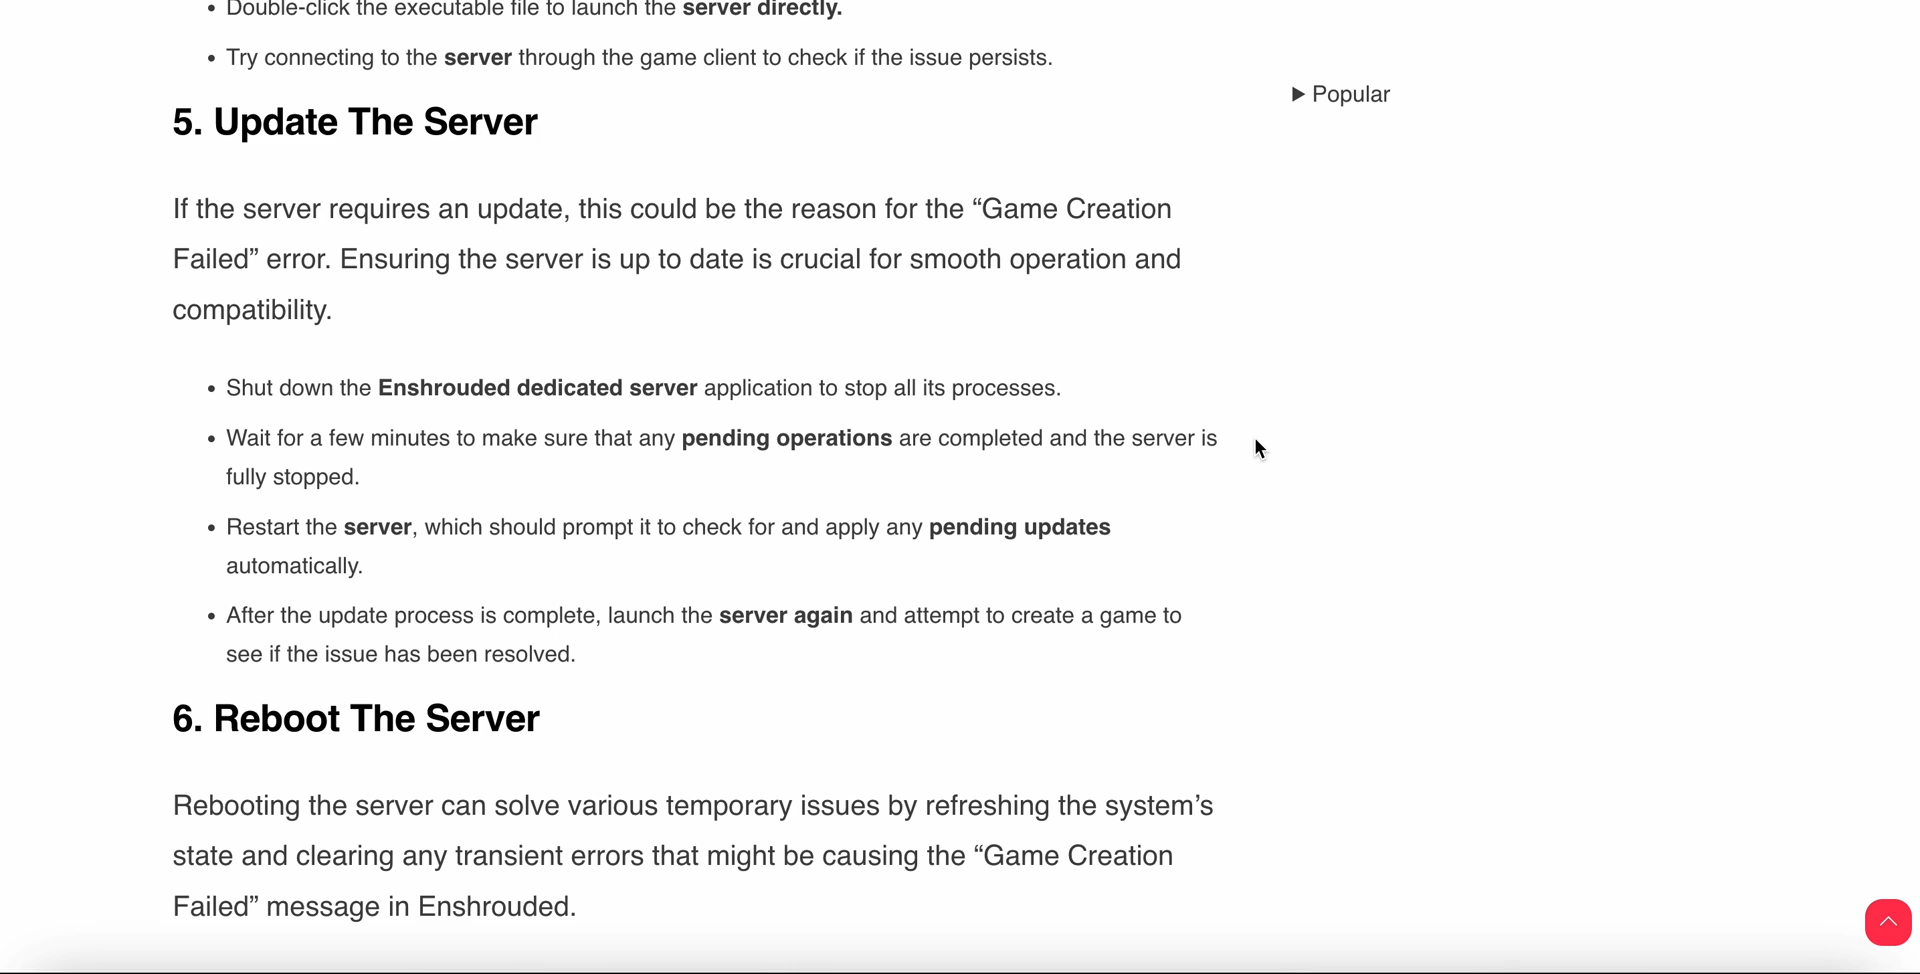 • Double-click the executable file to launch the server directly.
• Try connecting to the server through the game client to check if the issue persists.
▶ Popular
5. Update The Server
If the server requires an update, this could be the reason for the “Game Creation
Failed” error. Ensuring the server is up to date is crucial for smooth operation and
compatibility.
• Shut down the Enshrouded dedicated server application to stop all its processes.
• Wait for a few minutes to make sure that any pending operations are completed and the server is
fully stopped.
• Restart the server, which should prompt it to check for and apply any pending updates
automatically.
• After the update process is complete, launch the server again and attempt to create a game to
see if the issue has been resolved.
6. Reboot The Server
Rebooting the server can solve various temporary issues by refreshing the system’s
state and clearing any transient errors that might be causing the “Game Creation
Failed” message in Enshrouded.